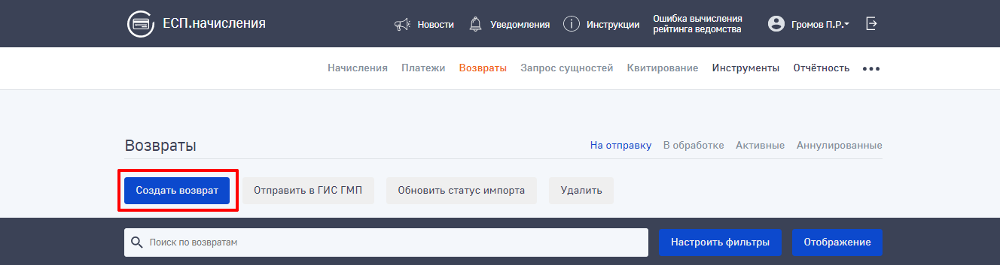 ЕСП.начисления
Новости
Уведомления
Инструкции
Ошибка вычисления
рейтинга ведомства
Громов П.Р.
Начисления Платежи Возвраты Запрос сущностей Квитирование Инструменты Отчётность
Возвраты
На отправку В обработке Активные Аннулированные
Создать возврат Отправить в ГИС ГМП Обновить статус импорта Удалить
Поиск по возвратам Настроить фильтры Отображение